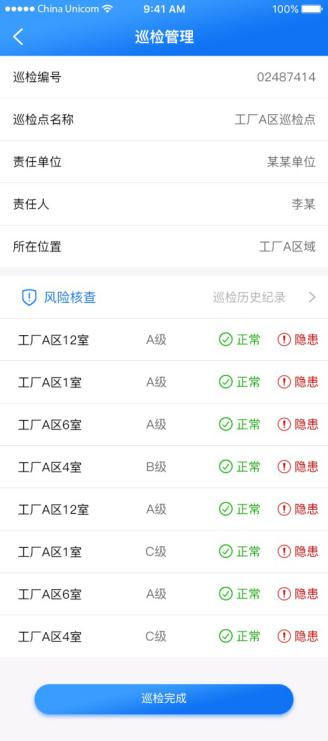 China Unicom 9:41 AM 100%
巡检管理
巡检编号 02487414
巡检点名称 工厂A区巡检点
责任单位 某某单位
责任人 李某
所在位置 工厂A区域
风险核查 巡检历史纪录
工厂A区12室 A级 正常 隐患
工厂A区1室 A级 正常 隐患
工厂A区6室 A级 正常 隐患
工厂A区4室 B级 正常 隐患
工厂A区12室 A级 正常 隐患
工厂A区1室 C级 正常 隐患
工厂A区6室 A级 正常 隐患
工厂A区4室 C级 正常 隐患
巡检完成